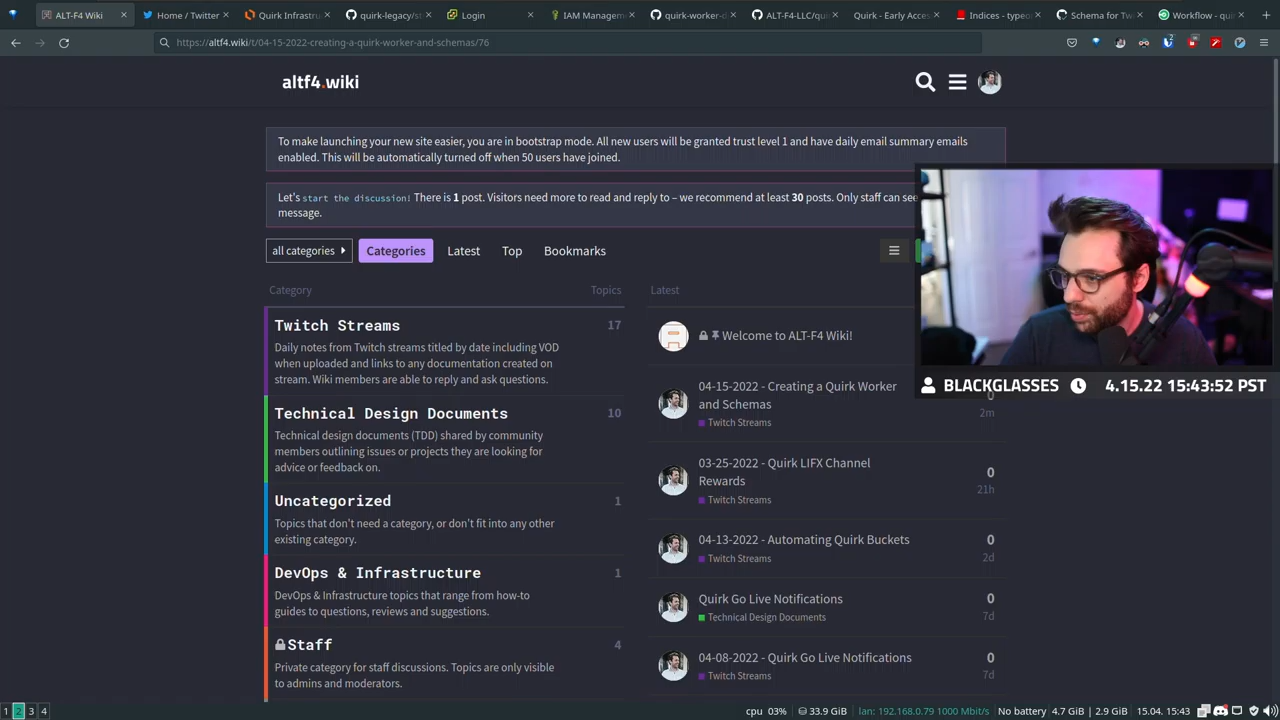 ALT-F4 Wiki
Home / Twitter
Quirk Infrastru
quirk-legacy/st
Login
IAM Managem
quirk-worker-d
ALT-F4-LLC/qui
Quirk - Early Acces
Indices - typeo
Schema for Twi
Workflow - qui
https://altf4.wiki/t/04-15-2022-creating-a-quirk-worker-and-schemas/76
altf4.wiki
To make launching your new site easier, you are in bootstrap mode. All new users will be granted trust level 1 and have daily email summary emails
enabled. This will be automatically turned off when 50 users have joined.
Let's start the discussion! There is 1 post. Visitors need more to read and reply to – we recommend at least 30 posts. Only staff can see
message.
all categories
Categories
Latest
Top
Bookmarks
Category
Topics
Twitch Streams
17
Daily notes from Twitch streams titled by date including VOD
when uploaded and links to any documentation created on
stream. Wiki members are able to reply and ask questions.
Technical Design Documents
10
Technical design documents (TDD) shared by community
members outlining issues or projects they are looking for
advice or feedback on.
Uncategorized
1
Topics that don't need a category, or don't fit into any other
existing category.
DevOps & Infrastructure
1
DevOps & Infrastructure topics that range from how-to
guides to questions, reviews and suggestions.
Staff
4
Private category for staff discussions. Topics are only visible
to admins and moderators.
Latest
Welcome to ALT-F4 Wiki!
04-15-2022 - Creating a Quirk Worker
and Schemas
Twitch Streams
0
2m
03-25-2022 - Quirk LIFX Channel
Rewards
Twitch Streams
0
21h
04-13-2022 - Automating Quirk Buckets
Twitch Streams
0
2d
Quirk Go Live Notifications
Technical Design Documents
0
7d
04-08-2022 - Quirk Go Live Notifications
Twitch Streams
0
7d
BLACKGLASSES
4.15.22 15:43:52 PST
1
2
3
4
cpu 03%
33.9 GiB
lan: 192.168.0.79 1000 Mbit/s
No battery
4.7 GiB | 2.9 GiB
15.04. 15:43